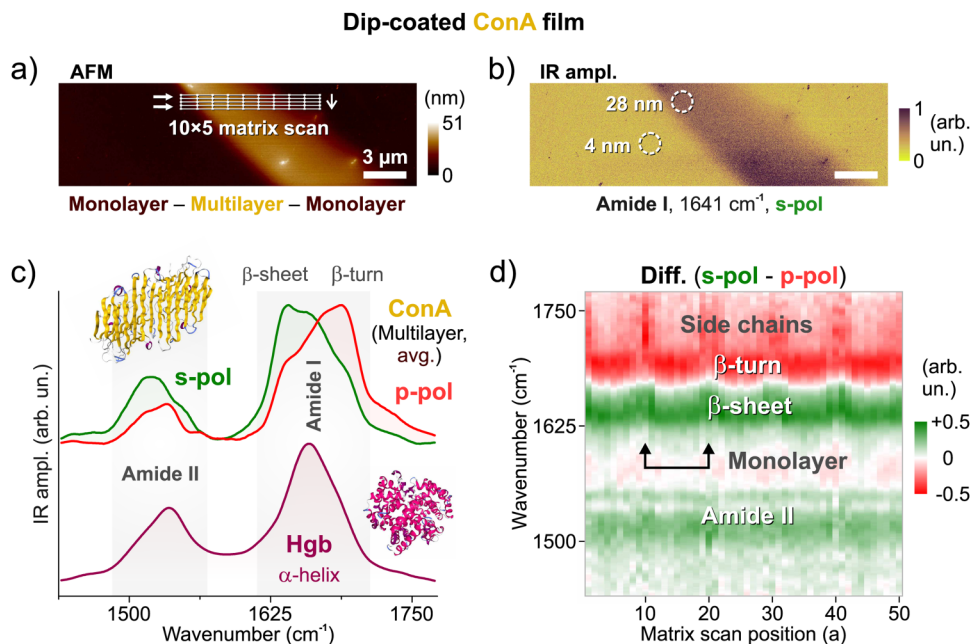 Dip-coated ConA film
a)
AFM
10×5 matrix scan
3 µm
(nm)
51
0
Monolayer – Multilayer – Monolayer
b)
IR ampl.
28 nm
4 nm
1
(arb.
un.)
0
Amide I, 1641 cm⁻¹, s-pol
c)
β-sheet β-turn
ConA
(Multilayer,
avg.)
s-pol
p-pol
Amide I
Amide II
Hgb
α-helix
IR ampl. (arb. un.)
1500 1625 1750
Wavenumber (cm⁻¹)
d)
Diff. (s-pol - p-pol)
Side chains
β-turn
β-sheet
Monolayer
Amide II
1750
1625
1500
Wavenumber (cm⁻¹)
10 20 30 40 50
Matrix scan position (a)
(arb.
un.)
+0.5
0
-0.5